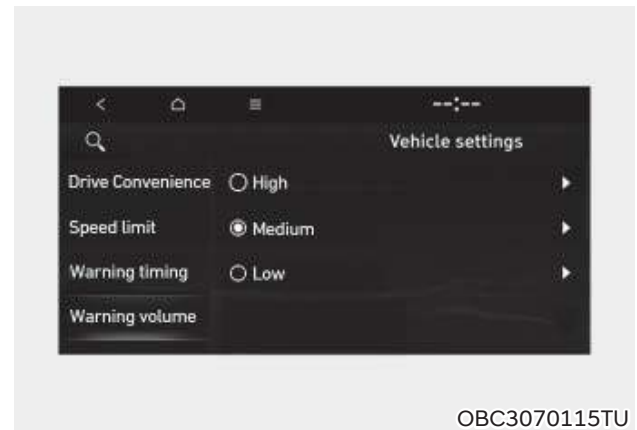 --:--
Vehicle settings
Drive Convenience
High
Speed limit
Medium
Warning timing
Low
Warning volume
OBC3070115TU